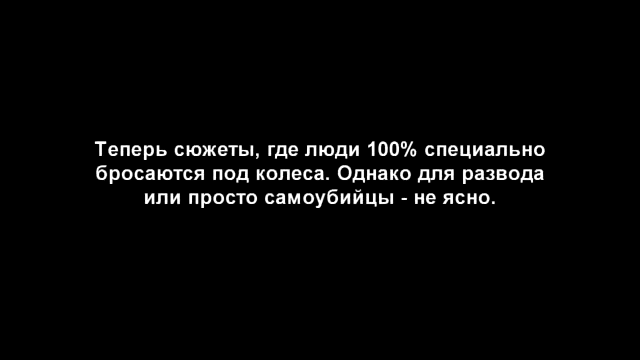 Теперь сюжеты, где люди 100% специально
бросаются под колеса. Однако для развода
или просто самоубийцы - не ясно.